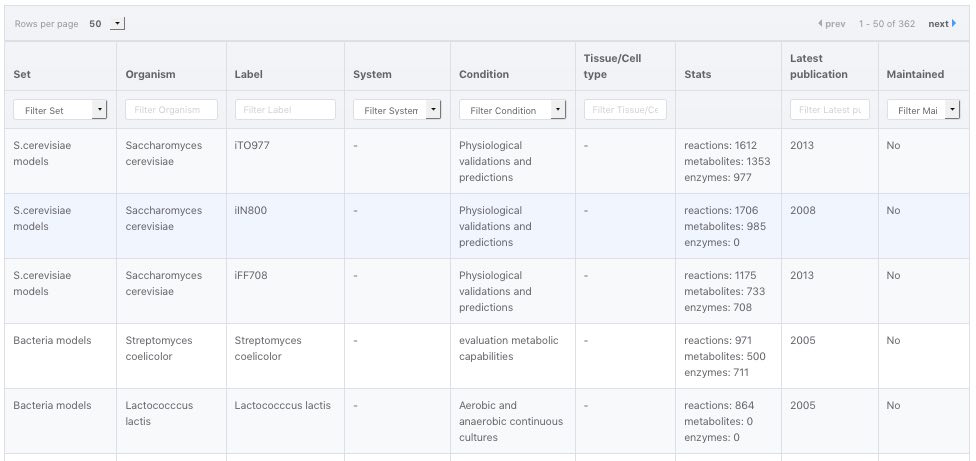 Rows per page 50 prev 1 - 50 of 362 next
Tissue/Cell Latest
Set Organism Label System Condition type Stats publication Maintained
Filter Set Filter Organism Filter Label Filter System Filter Condition Filter Tissue/Ce Filter Latest pu Filter Mai
S.cerevisiae Saccharomyces iTO977 - Physiological - reactions: 1612 2013 No
models cerevisiae validations and metabolites: 1353
predictions enzymes: 977
S.cerevisiae Saccharomyces iIN800 - Physiological - reactions: 1706 2008 No
models cerevisiae validations and metabolites: 985
predictions enzymes: 0
S.cerevisiae Saccharomyces iFF708 - Physiological - reactions: 1175 2013 No
models cerevisiae validations and metabolites: 733
predictions enzymes: 708
Bacteria models Streptomyces Streptomyces - evaluation metabolic - reactions: 971 2005 No
coelicolor coelicolor capabilities metabolites: 500
enzymes: 711
Bacteria models Lactococccus Lactococccus lactis - Aerobic and - reactions: 864 2005 No
lactis anaerobic continuous metabolites: 0
cultures enzymes: 0